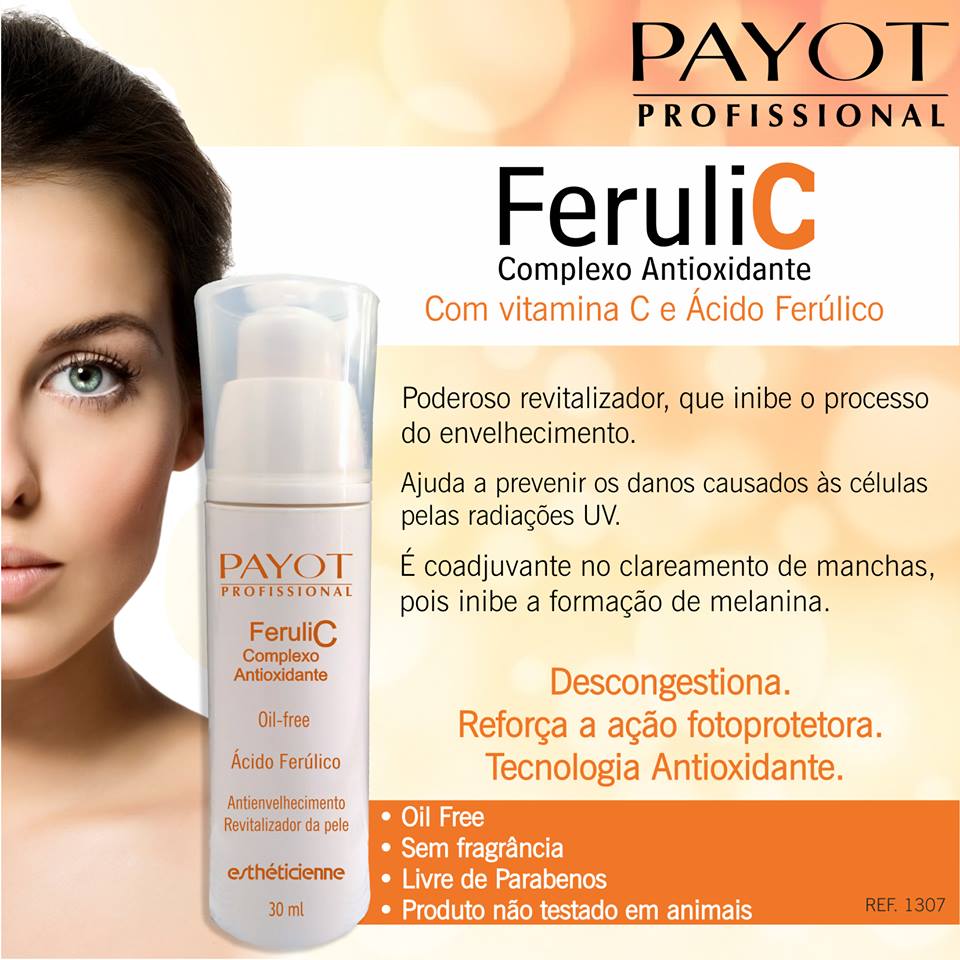 PAYOT
PROFISSIONAL
FeruliC
Complexo Antioxidante
Com vitamina C e Ácido Ferúlico
Poderoso revitalizador, que inibe o processo
do envelhecimento.
Ajuda a prevenir os danos causados às células
pelas radiações UV.
É coadjuvante no clareamento de manchas,
pois inibe a formação de melanina.
Descongestiona.
Reforça a ação fotoprotetora.
Tecnologia Antioxidante.
• Oil Free
• Sem fragrância
• Livre de Parabenos
• Produto não testado em animais
REF. 1307
PAYOT
PROFISSIONAL
FeruliC
Complexo
Antioxidante
Oil-free
Ácido Ferúlico
Antienvelhecimento
Revitalizador da pele
esthéticienne
30 ml